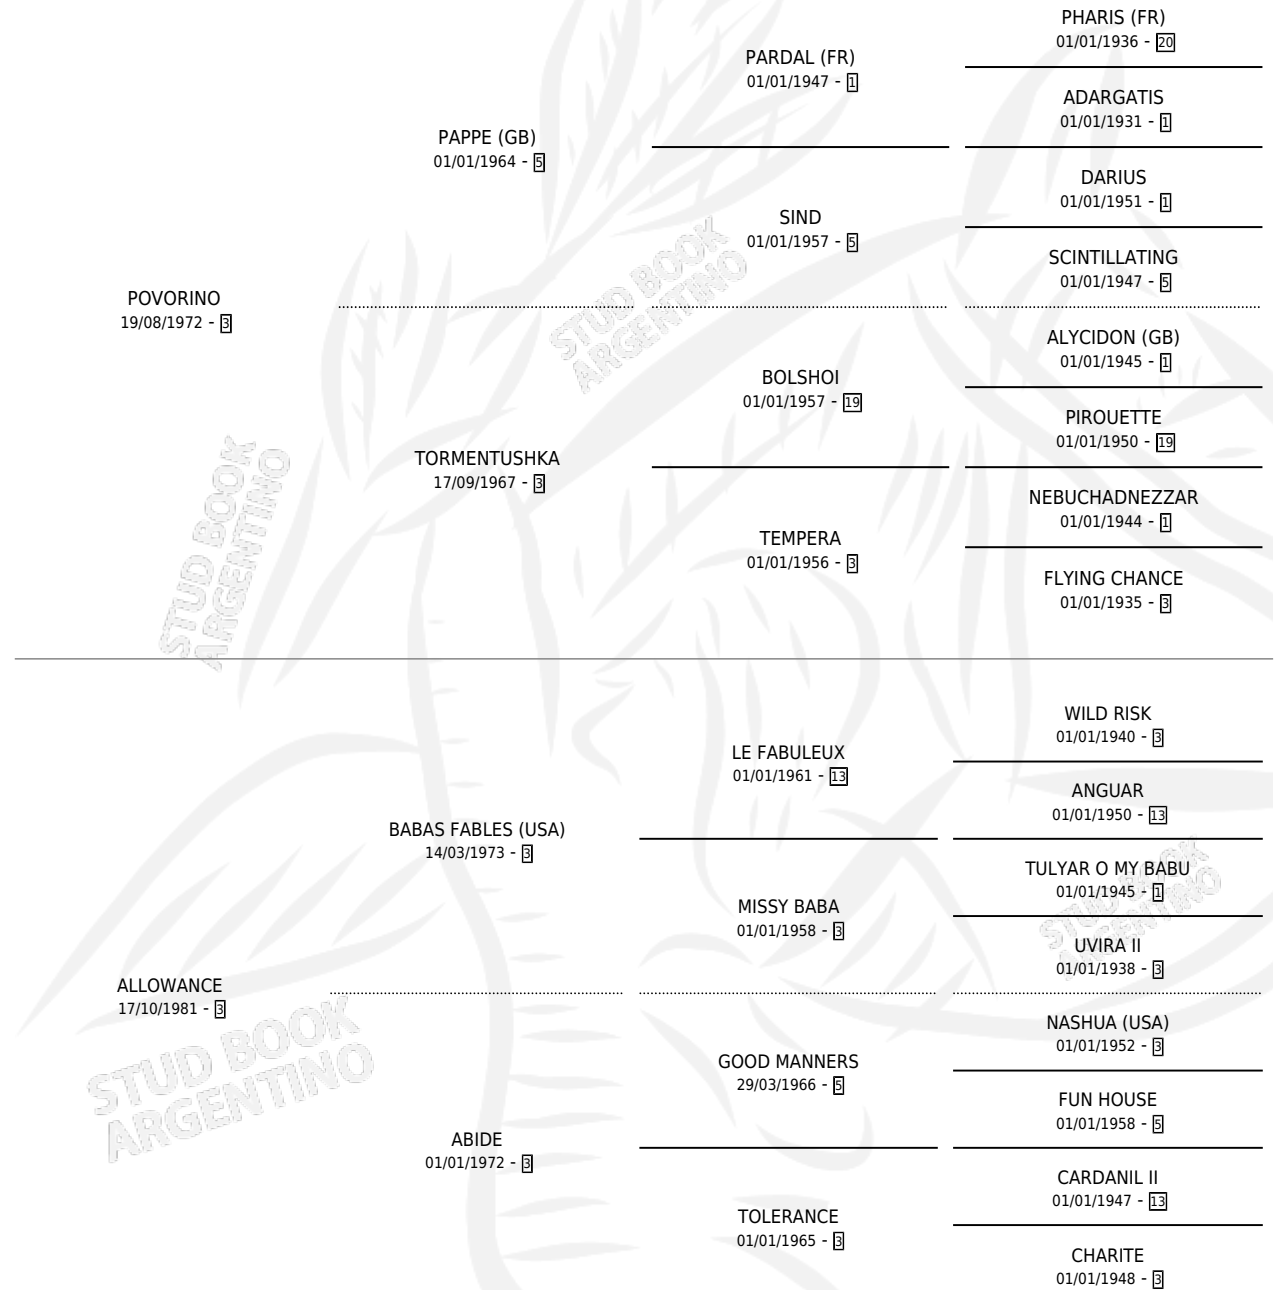 PHARIS (FR)
01/01/1936 - 20
PARDAL (FR)
01/01/1947 - 1
ADARGATIS
01/01/1931 - 1
PAPPE (GB)
01/01/1964 - 5
DARIUS
01/01/1951 - 1
SIND
01/01/1957 - 5
SCINTILLATING
01/01/1947 - 5
POVORINO
19/08/1972 - 3
ALYCIDON (GB)
01/01/1945 - 1
BOLSHOI
01/01/1957 - 19
PIROUETTE
01/01/1950 - 19
TORMENTUSHKA
17/09/1967 - 3
NEBUCHADNEZZAR
01/01/1944 - 1
TEMPERA
01/01/1956 - 3
FLYING CHANCE
01/01/1935 - 3
WILD RISK
01/01/1940 - 3
LE FABULEUX
01/01/1961 - 13
ANGUAR
01/01/1950 - 13
BABAS FABLES (USA)
14/03/1973 - 3
TULYAR O MY BABU
01/01/1945 - 1
MISSY BABA
01/01/1958 - 3
UVIRA II
01/01/1938 - 3
ALLOWANCE
17/10/1981 - 3
NASHUA (USA)
01/01/1952 - 3
GOOD MANNERS
29/03/1966 - 5
FUN HOUSE
01/01/1958 - 5
ABIDE
01/01/1972 - 3
CARDANIL II
01/01/1947 - 13
TOLERANCE
01/01/1965 - 3
CHARITE
01/01/1948 - 3
STUD BOOK
ARGENTINO
STUD BOOK
ARGENTINO
STUD BOOK
ARGENTINO
STUD BOOK
ARGENTINO